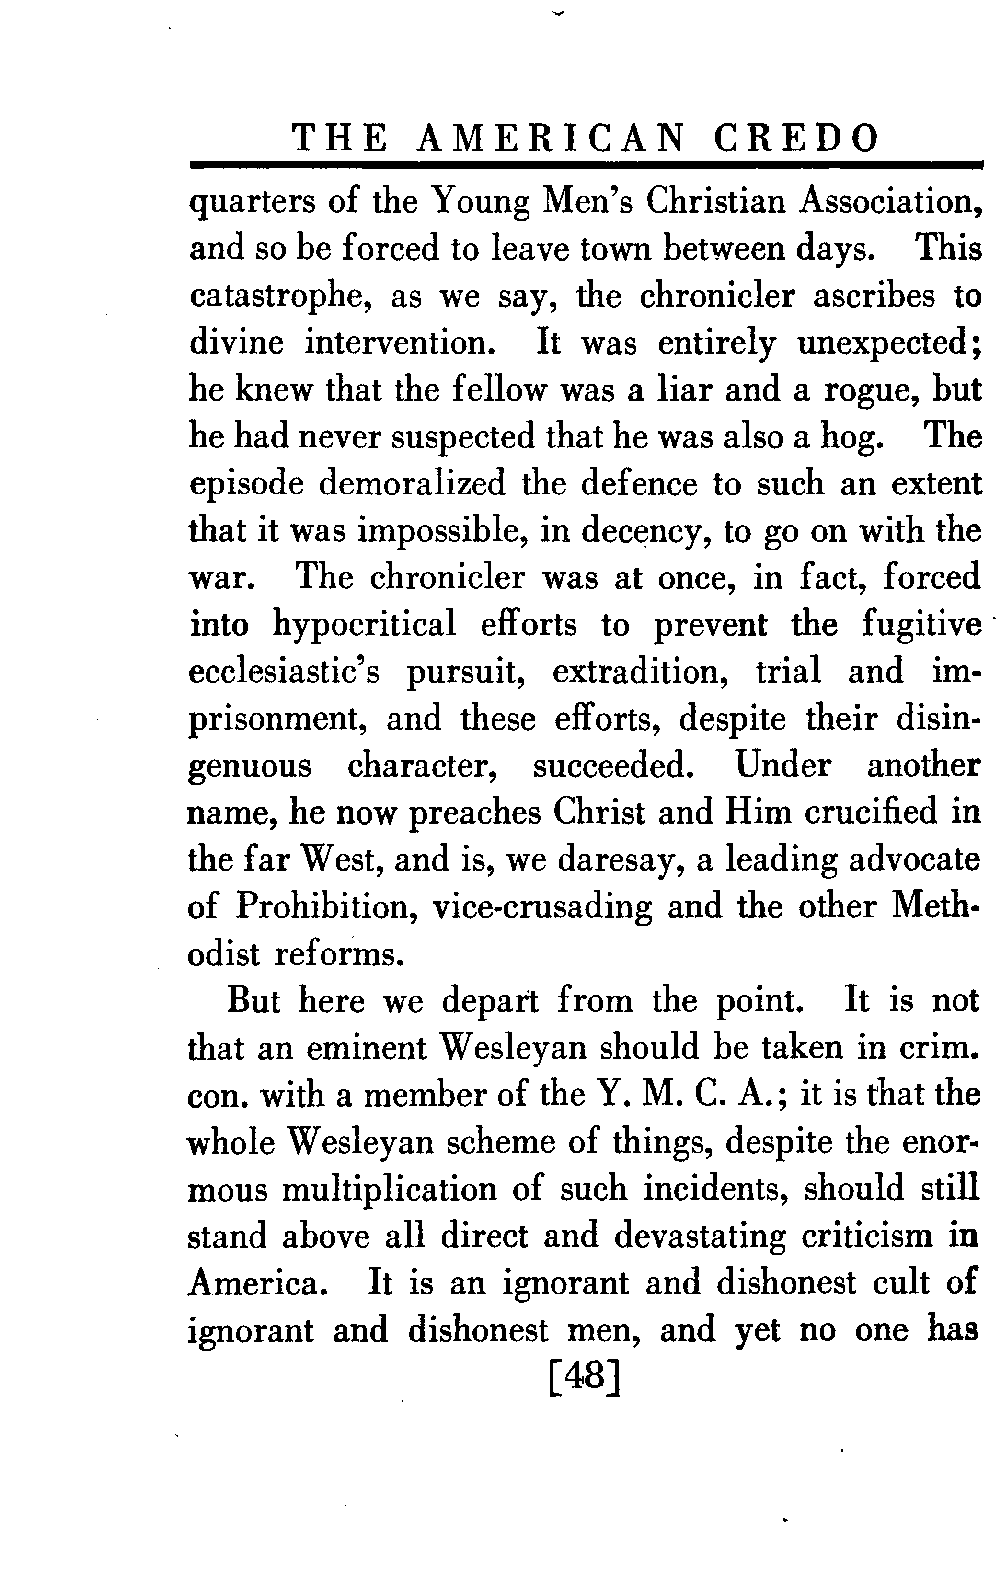 THE AMERICAN CREDO
quarters of the Young Men's Christian Association,
and so be forced to leave town between days. This
catastrophe, as we say, the chronicler ascribes to
divine intervention. It was entirely unexpected;
he knew that the fellow was a liar and a rogue, but
he had never suspected that he was also a hog. The
episode demoralized the defence to such an extent
that it was impossible, in decency, to go on with the
war. The chronicler was at once, in fact, forced
into hypocritical efforts to prevent the fugitive
ecclesiastic's pursuit, extradition, trial and im-
prisonment, and these efforts, despite their disin-
genuous character, succeeded. Under another
name, he now preaches Christ and Him crucified in
the far West, and is, we daresay, a leading advocate
of Prohibition, vice-crusading and the other Meth-
odist reforms.
But here we depart from the point. It is not
that an eminent Wesleyan should be taken in crim.
con. with a member of the Y. M. C. A.; it is that the
whole Wesleyan scheme of things, despite the enor-
mous multiplication of such incidents, should still
stand above all direct and devastating criticism in
America. It is an ignorant and dishonest cult of
ignorant and dishonest men, and yet no one has
[48]